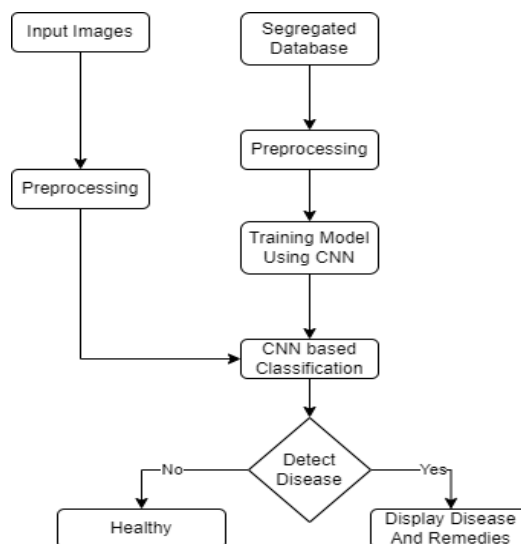 Input Images
Segregated
Database
Preprocessing
Preprocessing
Training Model
Using CNN
CNN based
Classification
Detect
Disease
No
Yes
Healthy
Display Disease
And Remedies